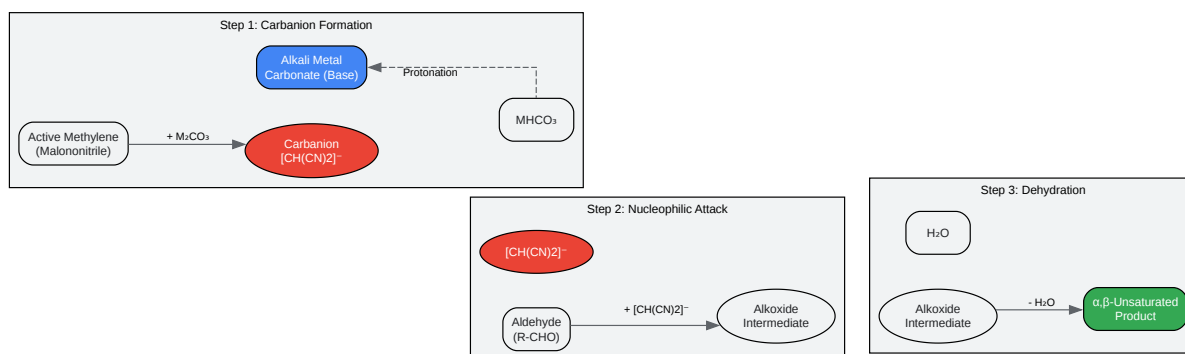 Step 1: Carbanion Formation
Alkali Metal
Carbonate (Base)
Protonation
MHCO₃
Active Methylene
(Malononitrile)
+ M₂CO₃
Carbanion
[CH(CN)2]⁻
Step 2: Nucleophilic Attack
[CH(CN)2]⁻
Aldehyde
(R-CHO)
+ [CH(CN)2]⁻
Alkoxide
Intermediate
Step 3: Dehydration
H₂O
Alkoxide
Intermediate
- H₂O
α,β-Unsaturated
Product